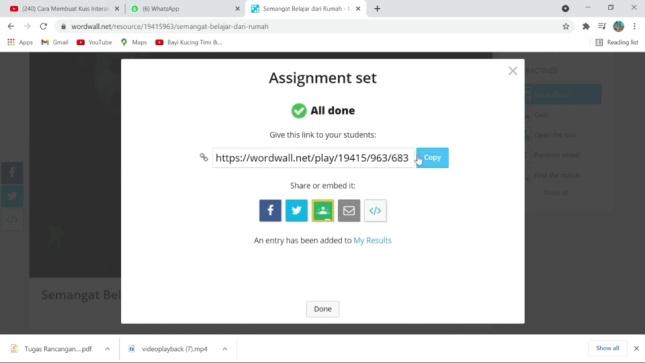 (240) Cara Membuat Kuis Interak
(6) WhatsApp
Semangat Belajar dari Rumah - M
wordwall.net/resource/19415963/semangat-belajar-dari-rumah
Apps
Gmail
YouTube
Maps
Bayi Kucing Timi &...
Reading list
Assignment set
All done
Give this link to your students:
https://wordwall.net/play/19415/963/683
Copy
Share or embed it:
An entry has been added to My Results
Done
Semangat Bel
Tugas Rancangan....pdf
videoplayback (7).mp4
Show all